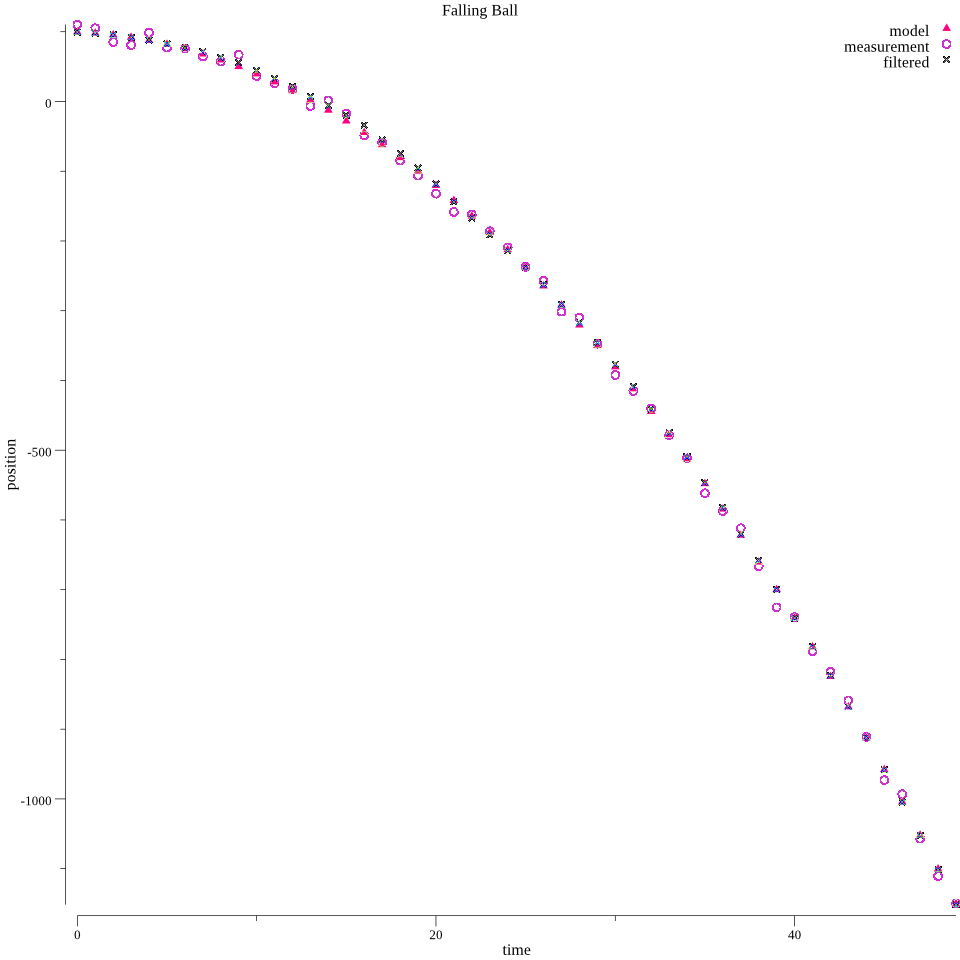 Falling Ball
model
measurement
filtered
0
-500
-1000
position
0
20
40
time